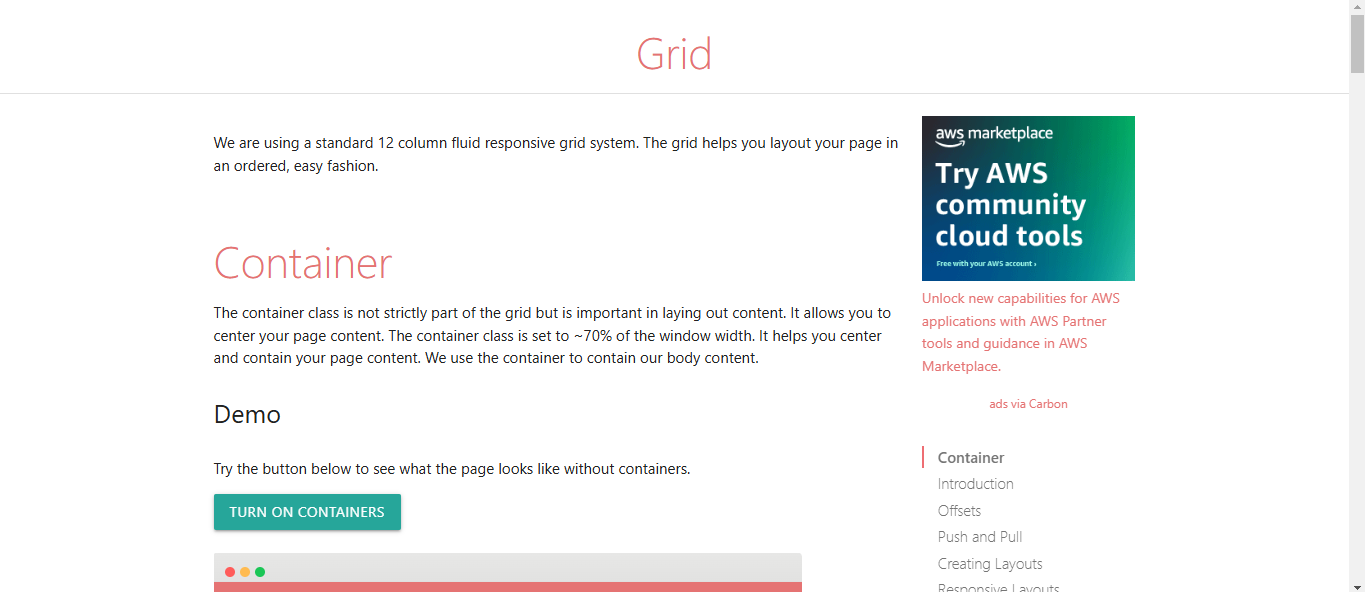 Grid
We are using a standard 12 column fluid responsive grid system. The grid helps you layout your page in
an ordered, easy fashion.
Container
The container class is not strictly part of the grid but is important in laying out content. It allows you to
center your page content. The container class is set to ~70% of the window width. It helps you center
and contain your page content. We use the container to contain our body content.
Demo
Try the button below to see what the page looks like without containers.
TURN ON CONTAINERS
aws marketplace
Try AWS
community
cloud tools
Free with your AWS account ›
Unlock new capabilities for AWS
applications with AWS Partner
tools and guidance in AWS
Marketplace.
ads via Carbon
Container
Introduction
Offsets
Push and Pull
Creating Layouts
Responsive Layouts